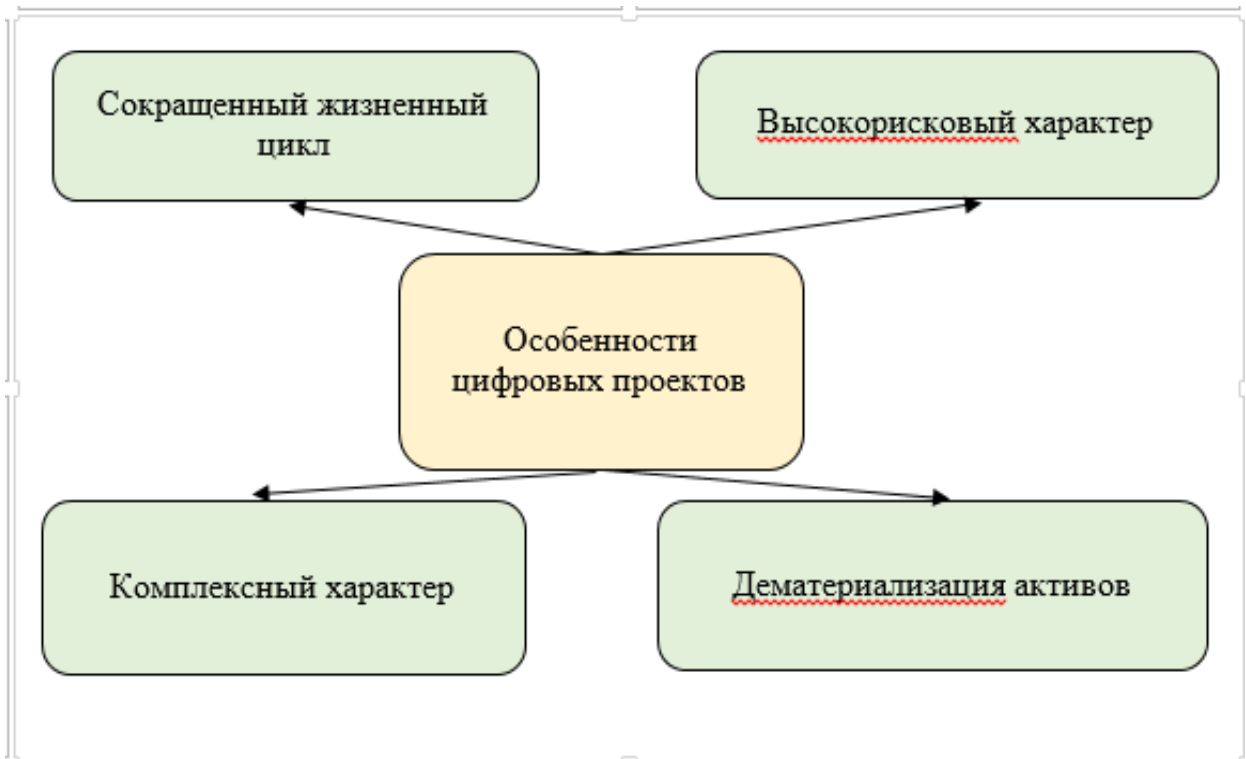 Сокращенный жизненный
цикл
Высокорисковый характер
Особенности
цифровых проектов
Комплексный характер
Дематериализация активов